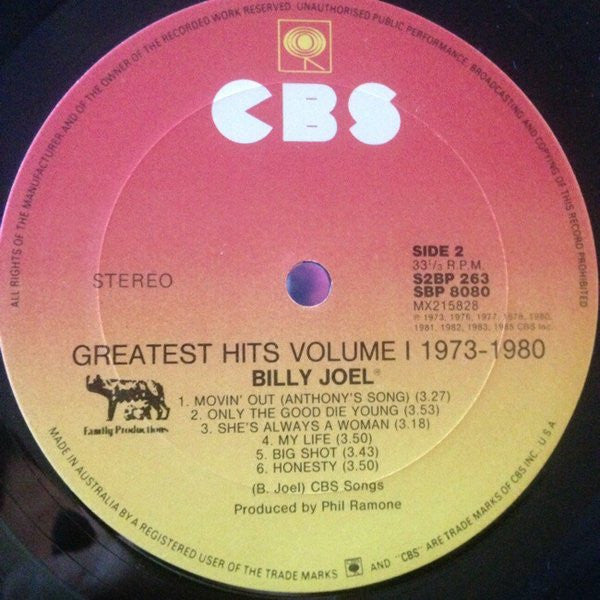 ALL RIGHTS OF THE MANUFACTURER AND OF THE OWNER OF THE RECORDED WORK RESERVED. UNAUTHORISED PUBLIC PERFORMANCE, BROADCASTING AND COPYING OF THIS RECORD PROHIBITED
CBS
STEREO
SIDE 2
33⅓ R.P.M.
S2BP 263
SBP 8080
MX215828
℗ 1973, 1976, 1977, 1978, 1980,
1981, 1982, 1983, 1985 CBS Inc.
GREATEST HITS VOLUME I 1973-1980
BILLY JOEL®
1. MOVIN' OUT (ANTHONY'S SONG) (3.27)
2. ONLY THE GOOD DIE YOUNG (3.53)
3. SHE'S ALWAYS A WOMAN (3.18)
4. MY LIFE (3.50)
5. BIG SHOT (3.43)
6. HONESTY (3.50)
Family Productions
(B. Joel) CBS Songs
Produced by Phil Ramone
MADE IN AUSTRALIA BY A REGISTERED USER OF THE TRADE MARKS AND "CBS" ARE TRADE MARKS OF CBS INC U.S.A